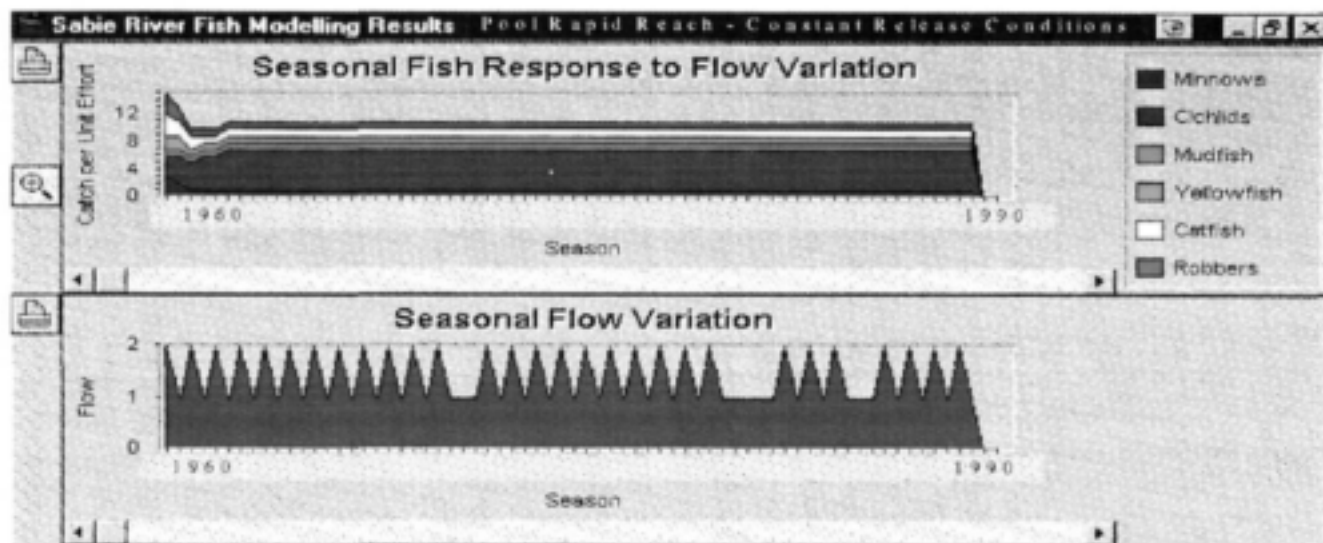 Sabie River Fish Modelling Results Pool Rapid Reach - Constant Release Conditions
Seasonal Fish Response to Flow Variation
Catch per Unit Effort
12
8
4
0
1960
1990
Season
Minnows
Cichlids
Mudfish
Yellowfish
Catfish
Robbers
Seasonal Flow Variation
Flow
2
1
0
1960
1990
Season